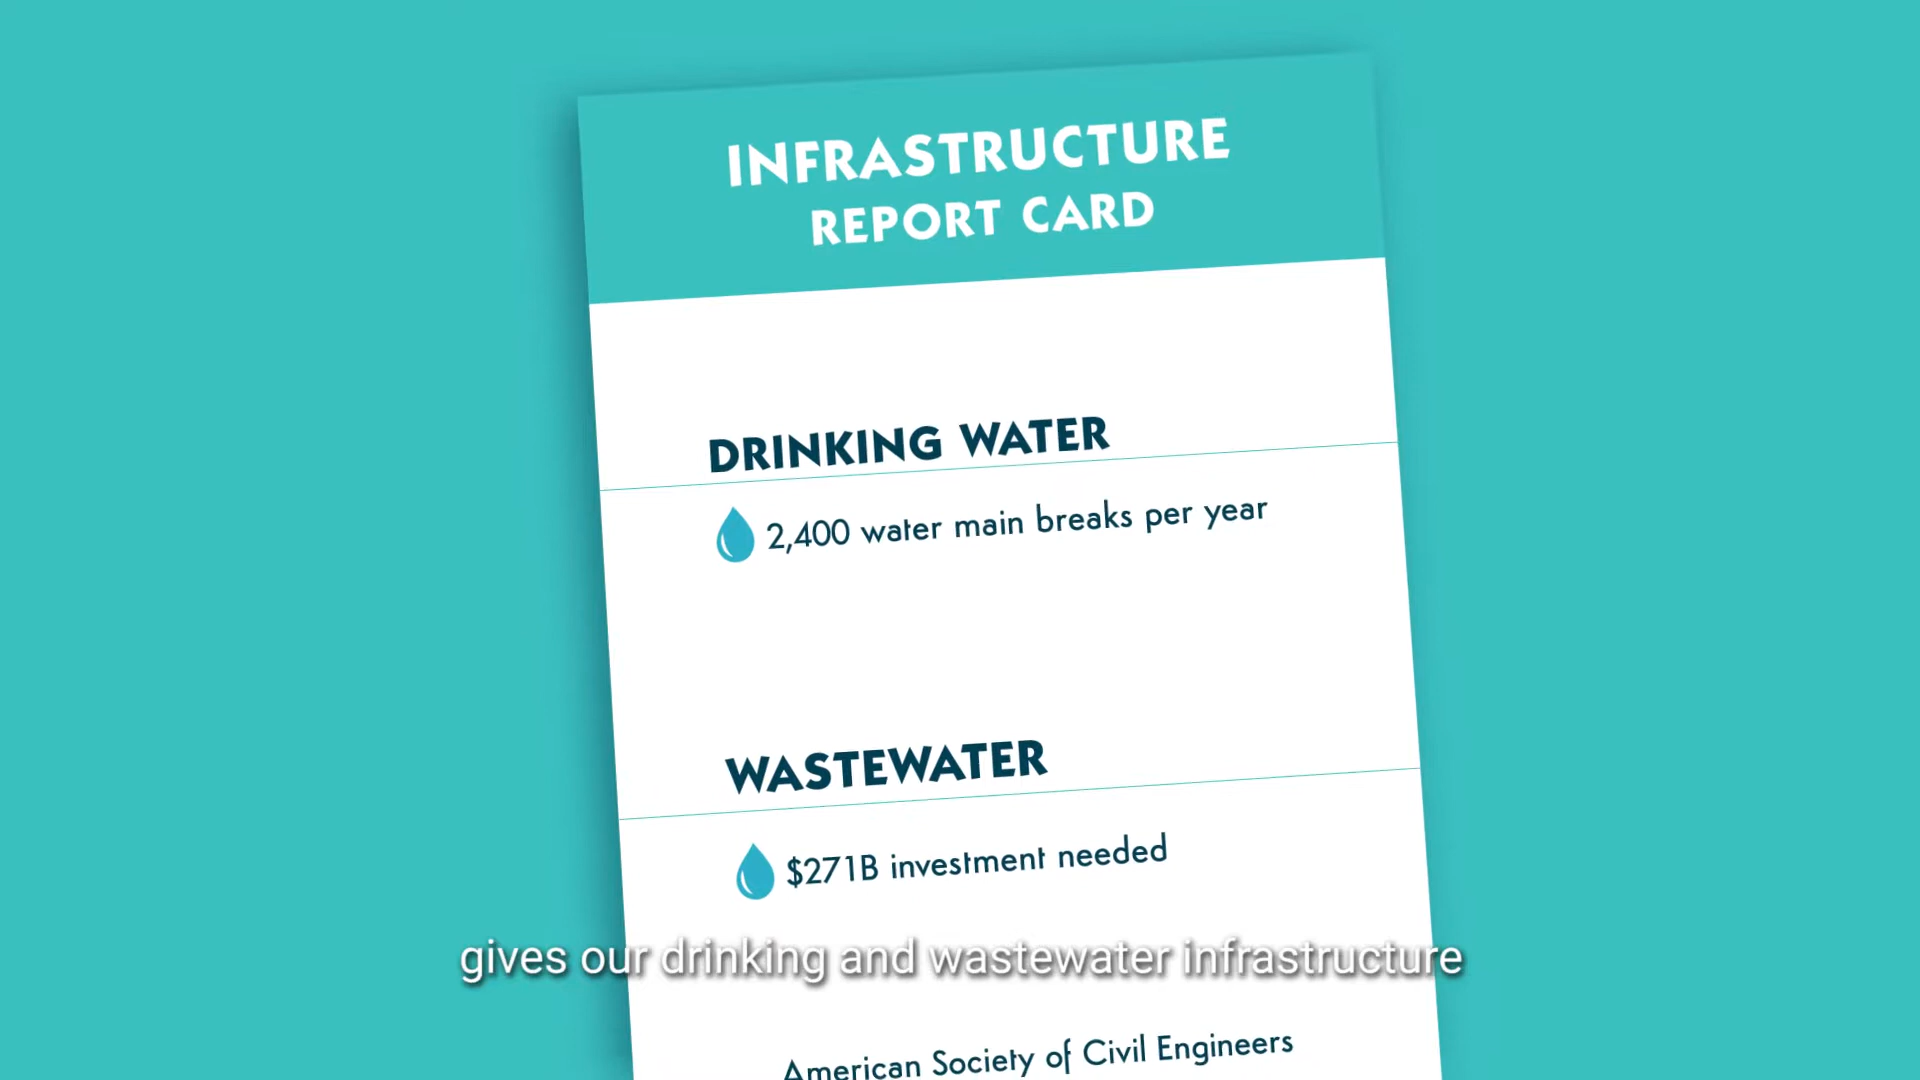 INFRASTRUCTURE
REPORT CARD
DRINKING WATER
2,400 water main breaks per year
WASTEWATER
$271B investment needed
gives our drinking and wastewater infrastructure
American Society of Civil Engineers